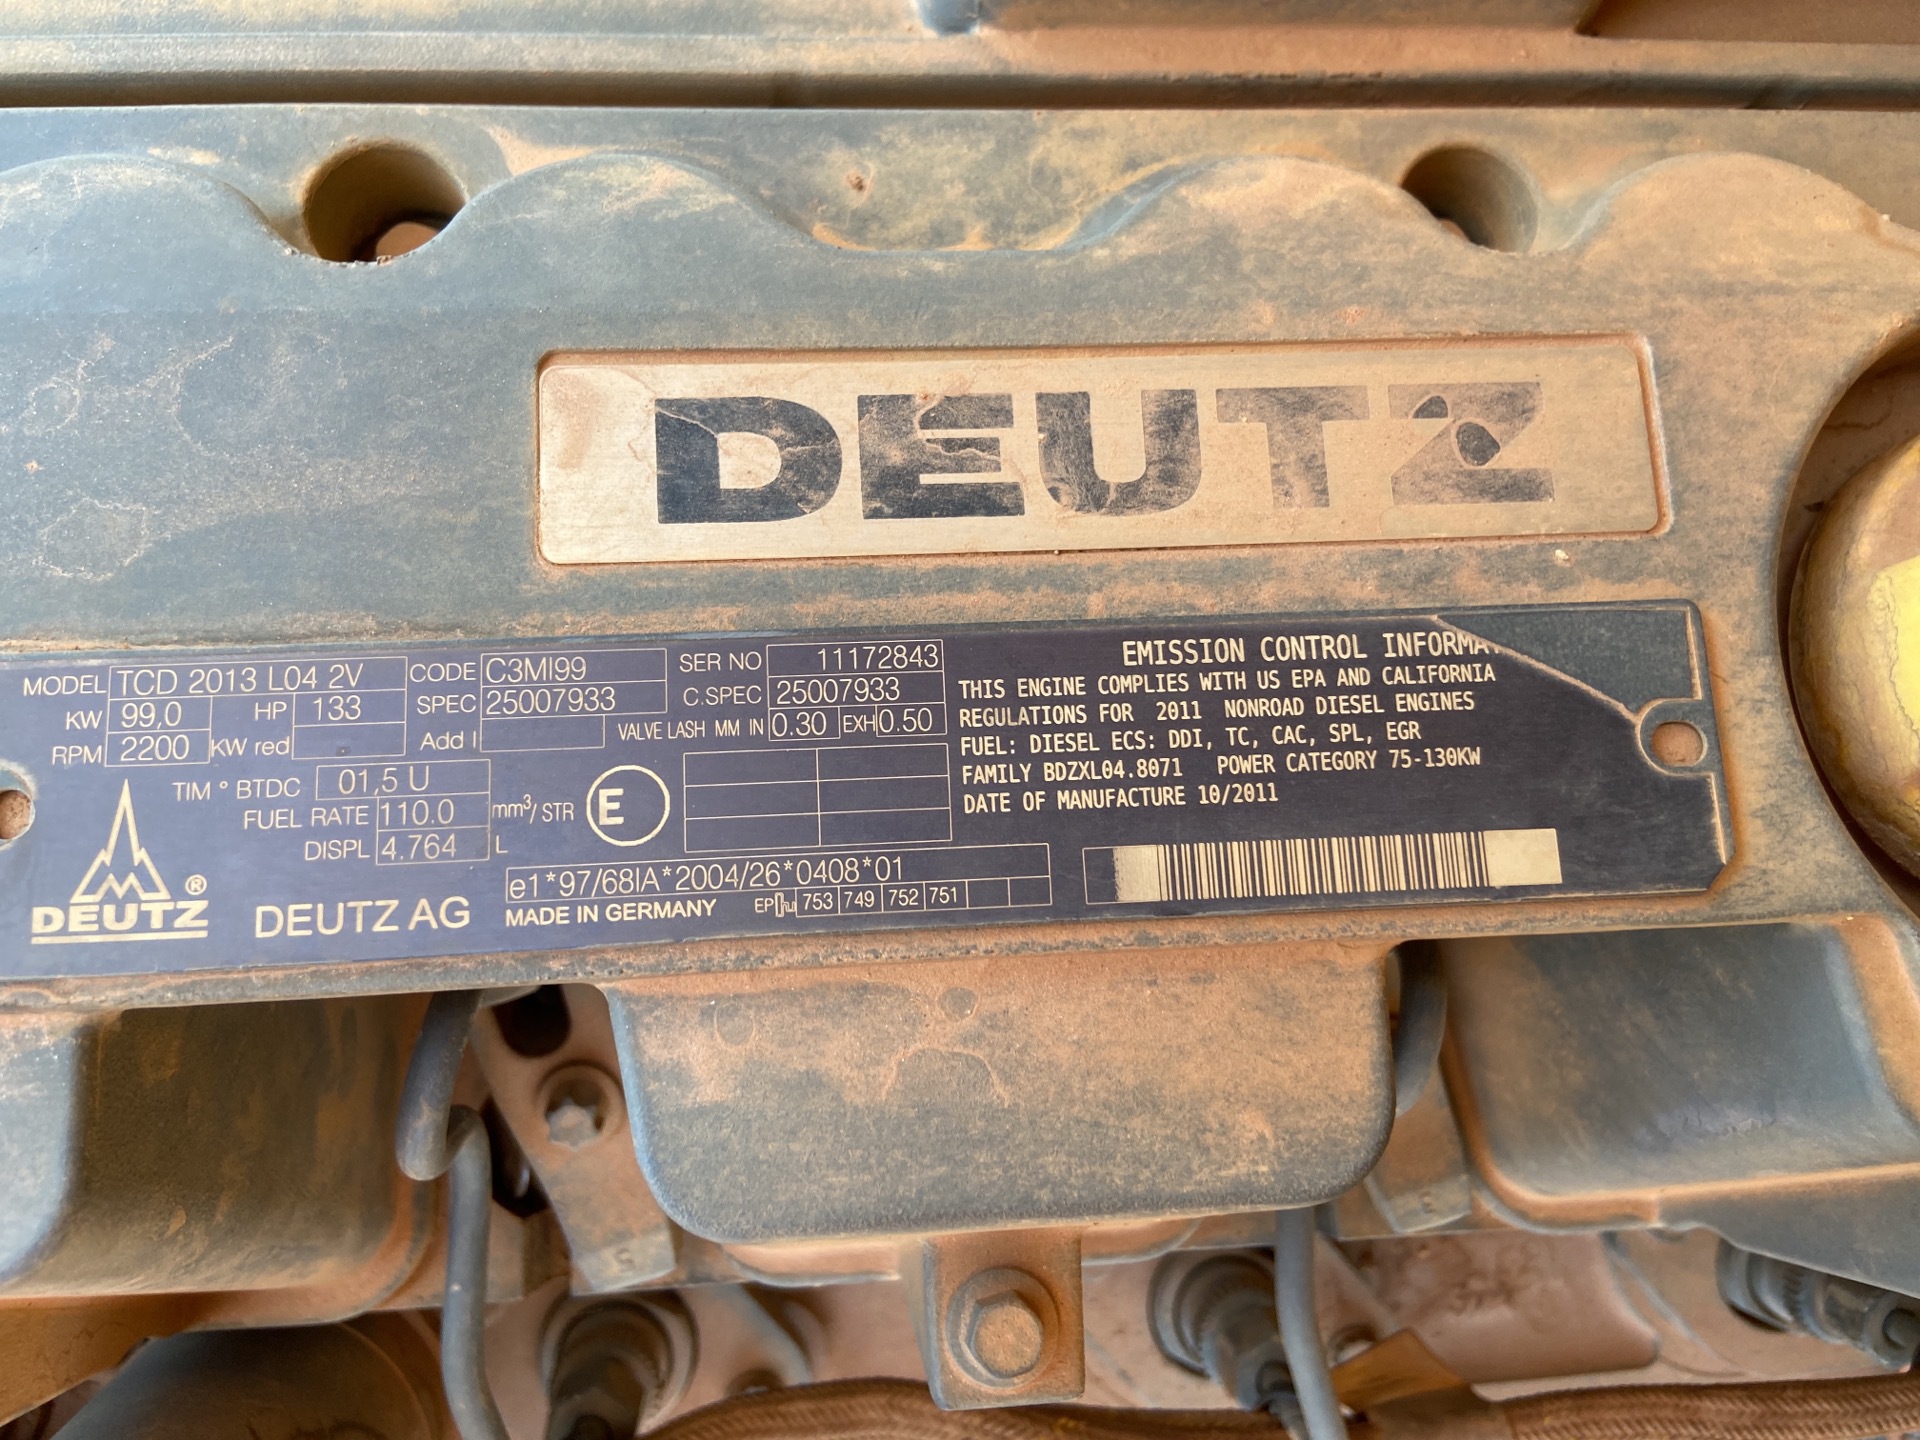 DEUTZ
MODEL TCD 2013 L04 2V CODE C3MI99 SER NO 11172843
KW 99,0 HP 133 SPEC 25007933 C.SPEC 25007933
RPM 2200 KW red Add I VALVE LASH MM IN 0.30 EXH 0.50
TIM ° BTDC 01,5 U
FUEL RATE 110.0 mm³/ STR
DISPL 4.764 L
E
e1*97/68IA*2004/26*0408*01
DEUTZ ®
DEUTZ AG
MADE IN GERMANY EP 753 749 752 751
EMISSION CONTROL
THIS ENGINE COMPLIES WITH US EPA AND CALIFORNIA
REGULATIONS FOR 2011 NONROAD DIESEL ENGINES
FUEL: DIESEL ECS: DDI, TC, CAC, SPL, EGR
FAMILY BDZXL04.8071 POWER CATEGORY 75-130KW
DATE OF MANUFACTURE 10/2011